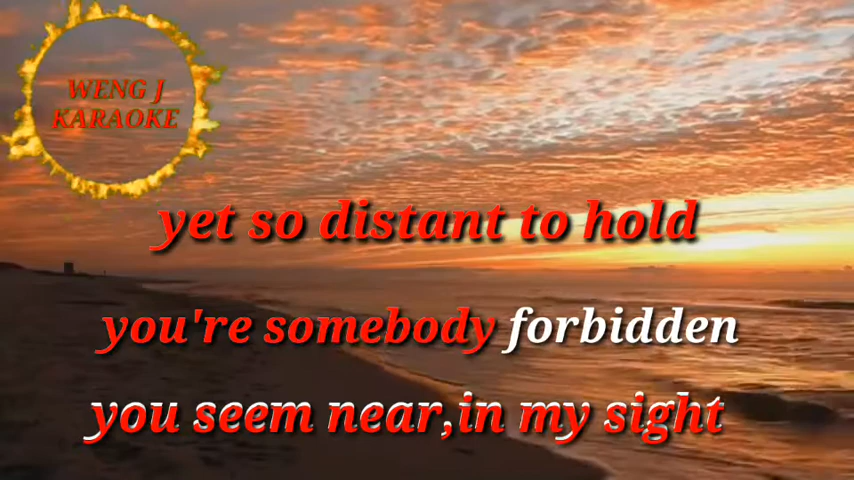 WENG J
KARAOKE
yet so distant to hold
you're somebody forbidden
you seem near,in my sight